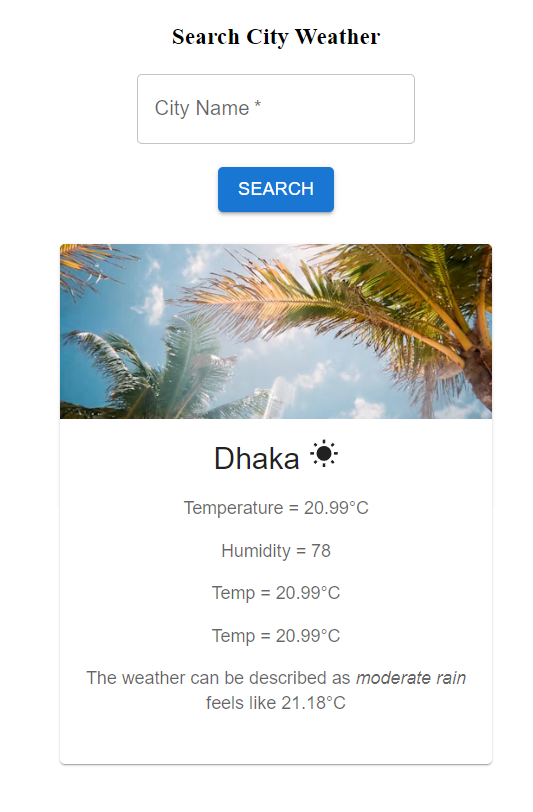 Search City Weather
City Name *
SEARCH
Dhaka
Temperature = 20.99°C
Humidity = 78
Temp = 20.99°C
Temp = 20.99°C
The weather can be described as moderate rain
feels like 21.18°C